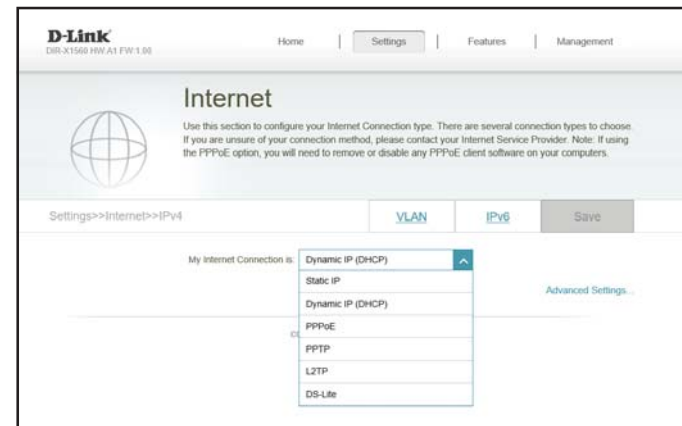 D-Link
DIR-X1560 HW:A1 FW:1.00
Home | Settings | Features | Management
Internet
Use this section to configure your Internet Connection type. There are several connection types to choose.
If you are unsure of your connection method, please contact your Internet Service Provider. Note: If using
the PPPoE option, you will need to remove or disable any PPPoE client software on your computers.
Settings>>Internet>>IPv4
VLAN
IPv6
Save
My Internet Connection is: Dynamic IP (DHCP)
Static IP
Dynamic IP (DHCP)
Advanced Settings...
PPPoE
PPTP
L2TP
DS-Lite